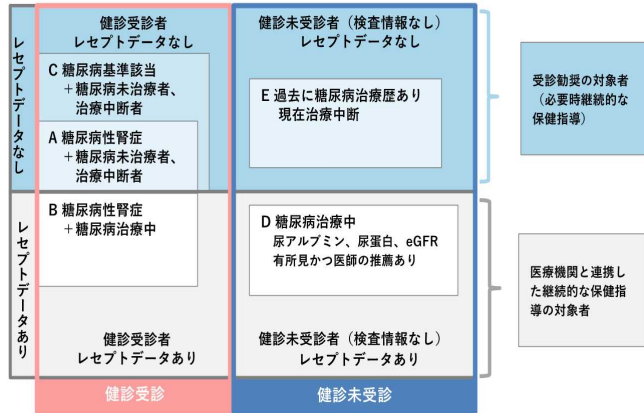 レセプトデータなし
健診受診者
レセプトデータなし
C 糖尿病基準該当
＋糖尿病未治療者、
治療中断者
A 糖尿病性腎症
＋糖尿病未治療者、
治療中断者
健診未受診者（検査情報なし）
レセプトデータなし
E 過去に糖尿病治療歴あり
現在治療中断
受診勧奨の対象者
（必要時継続的な
保健指導）
レセプトデータあり
B 糖尿病性腎症
＋糖尿病治療中
健診受診者
レセプトデータあり
D 糖尿病治療中
尿アルブミン、尿蛋白、eGFR
有所見かつ医師の推薦あり
健診未受診者（検査情報なし）
レセプトデータあり
医療機関と連携し
た継続的な保健指
導の対象者
健診受診
健診未受診